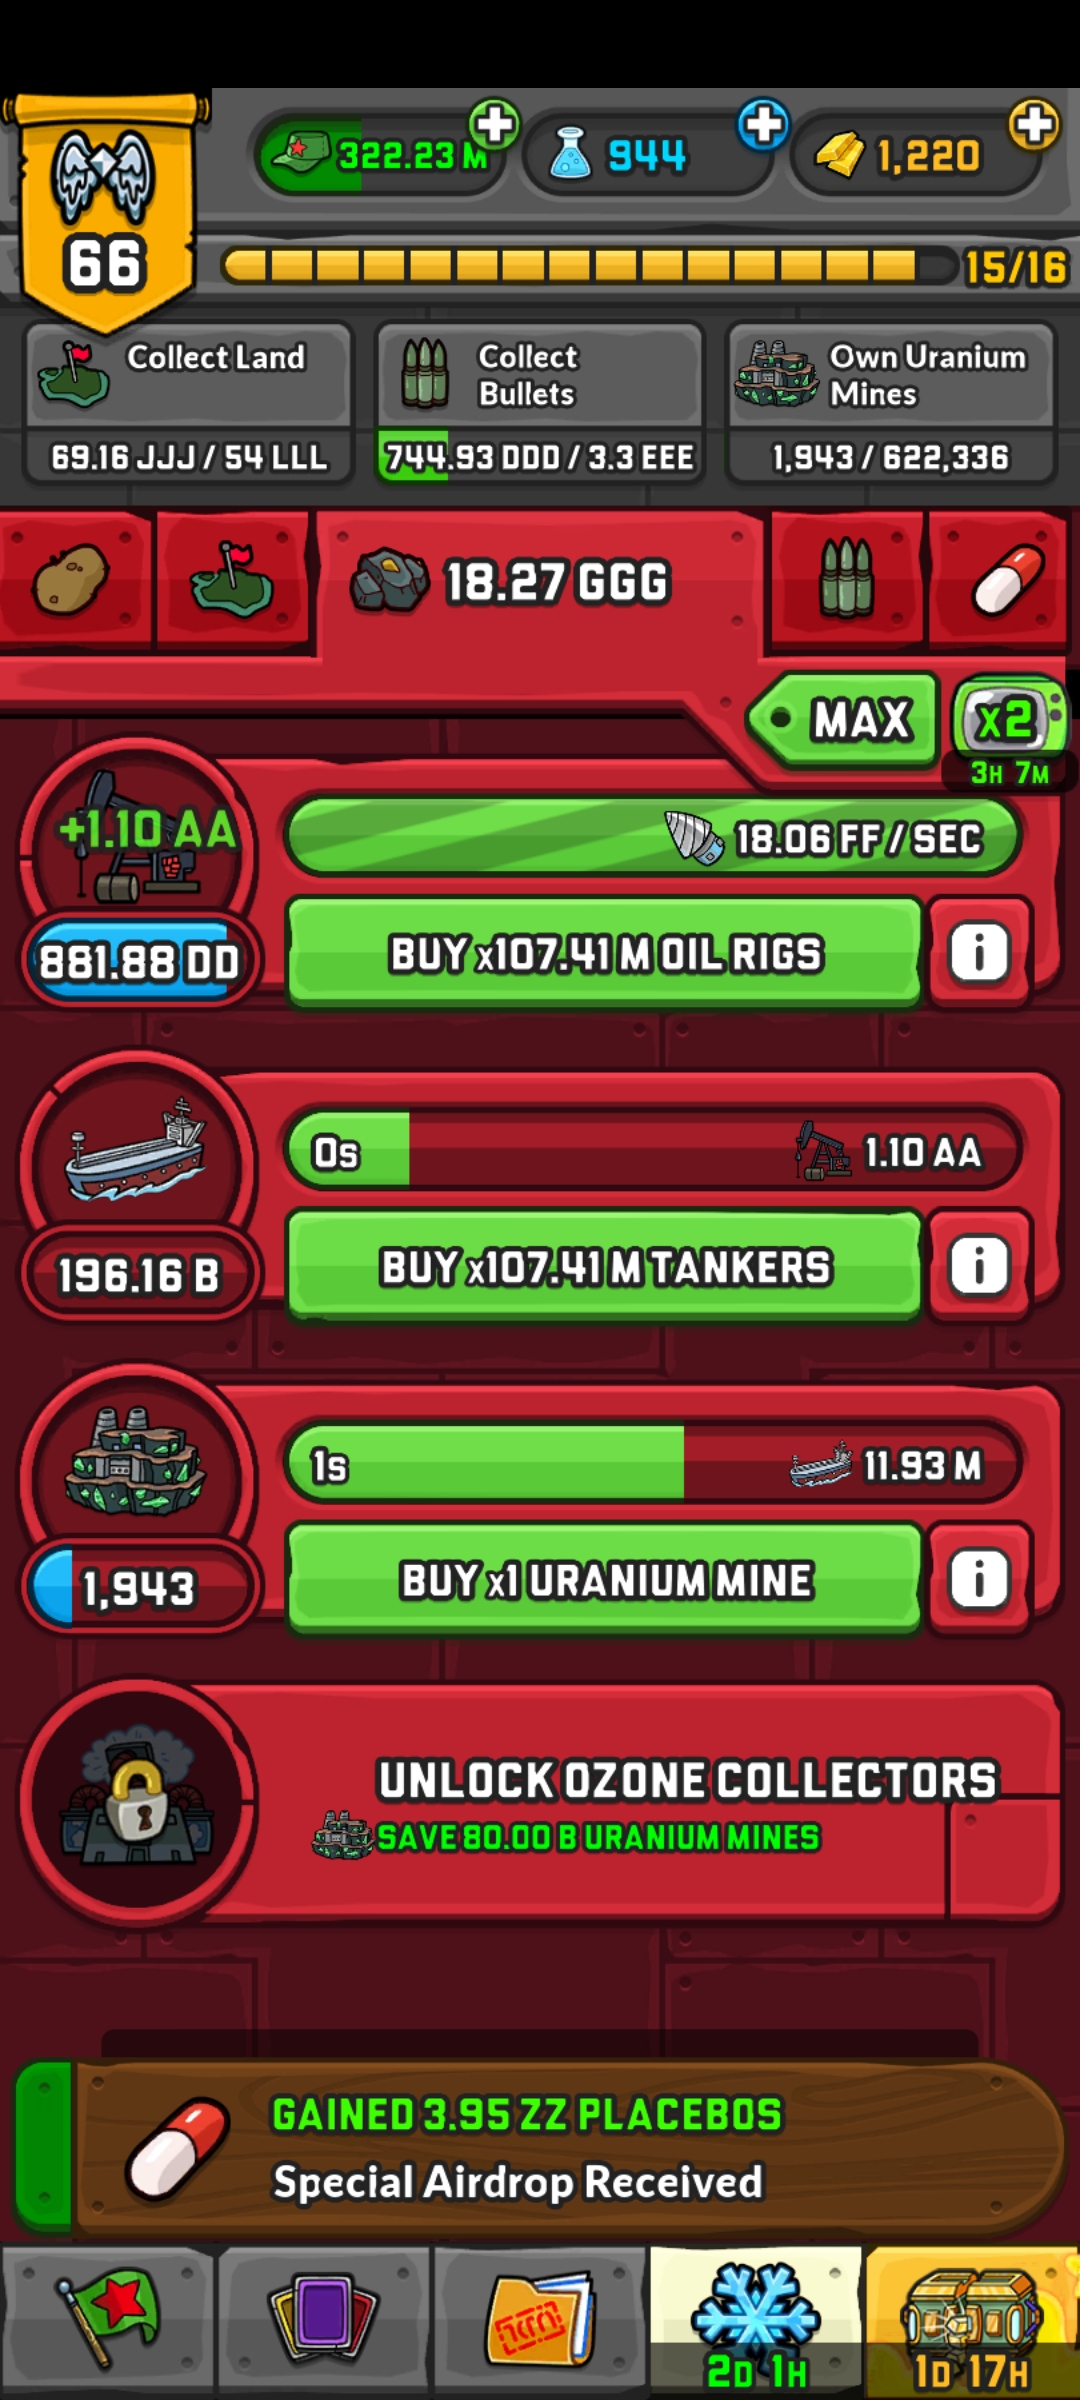 66
322.23 M
944
1,220
15/16
Collect Land
69.16 JJJ / 54 LLL
Collect
Bullets
744.93 DDD / 3.3 EEE
Own Uranium
Mines
1,943 / 622,336
18.27 GGG
MAX
x2
3H 7M
+1.10 AA
18.06 FF / SEC
881.88 DD
BUY x107.41 M OIL RIGS
i
0s
1.10 AA
196.16 B
BUY x107.41 M TANKERS
i
1s
11.93 M
1,943
BUY x1 URANIUM MINE
i
UNLOCK OZONE COLLECTORS
SAVE 80.00 B URANIUM MINES
GAINED 3.95 ZZ PLACEBOS
Special Airdrop Received
2D 1H
1D 17H